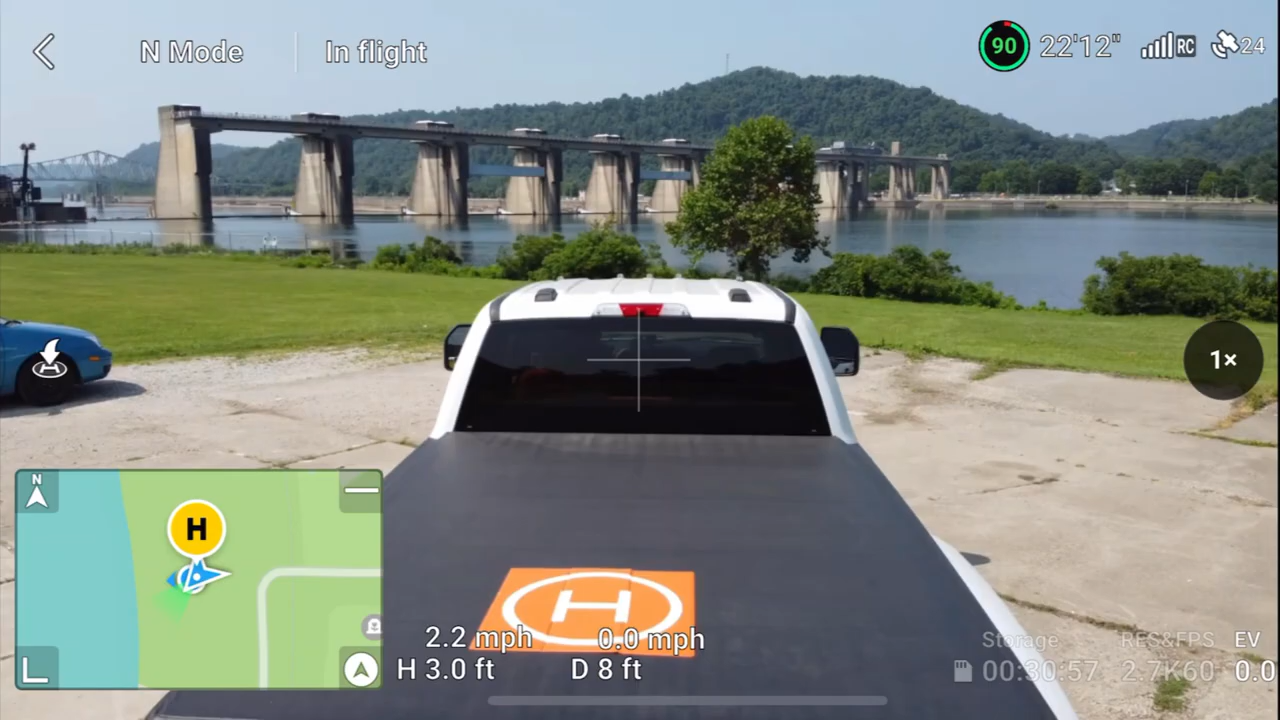 N Mode
In flight
90
22'12"
RC
24
1×
N
H
H
2.2 mph
0.0 mph
H 3.0 ft
D 8 ft
Storage
RES&FPS
EV
00:30:57
2.7K60
0.0